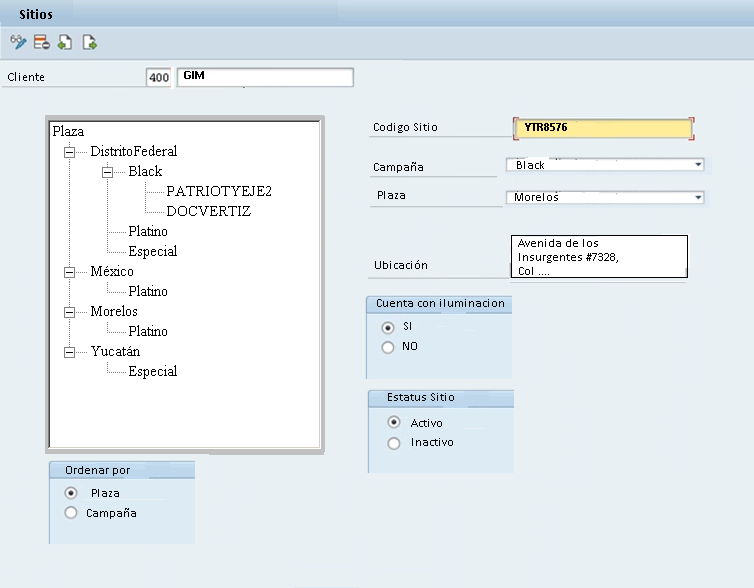 Sitios
Cliente 400 GIM
Plaza
DistritoFederal
Black
PATRIOTYEJE2
DOCVERTIZ
Platino
Especial
México
Platino
Morelos
Platino
Yucatán
Especial
Ordenar por
Plaza
Campaña
Codigo Sitio YTR8576
Campaña Black
Plaza Morelos
Ubicación
Avenida de los
Insurgentes #7328,
Col ....
Cuenta con iluminacion
SI
NO
Estatus Sitio
Activo
Inactivo